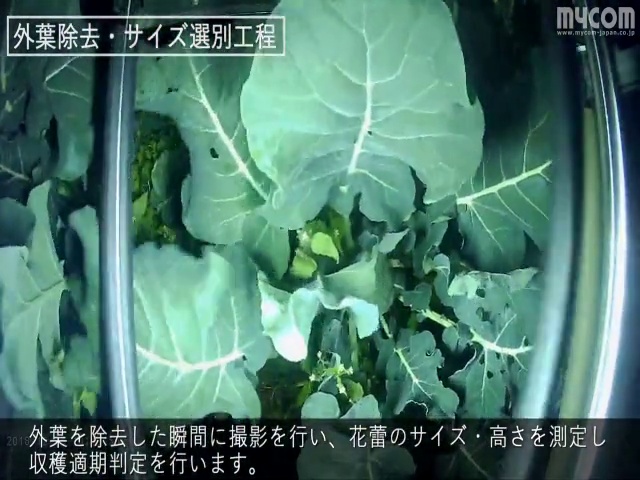 外葉除去・サイズ選別工程
mycom
www.mycom-japan.co.jp
外葉を除去した瞬間に撮影を行い、花蕾のサイズ・高さを測定し
収穫適期判定を行います。